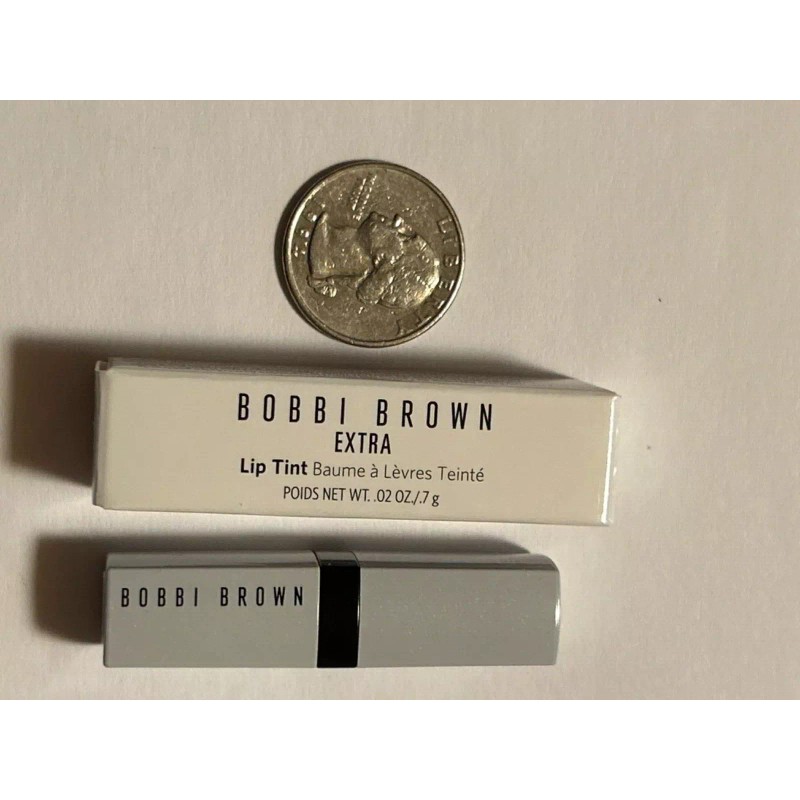 LIBERTY
BOBBI BROWN
EXTRA
Lip Tint Baume à Lèvres Teinté
POIDS NET WT. .02 OZ./.7 g
BOBBI BROWN